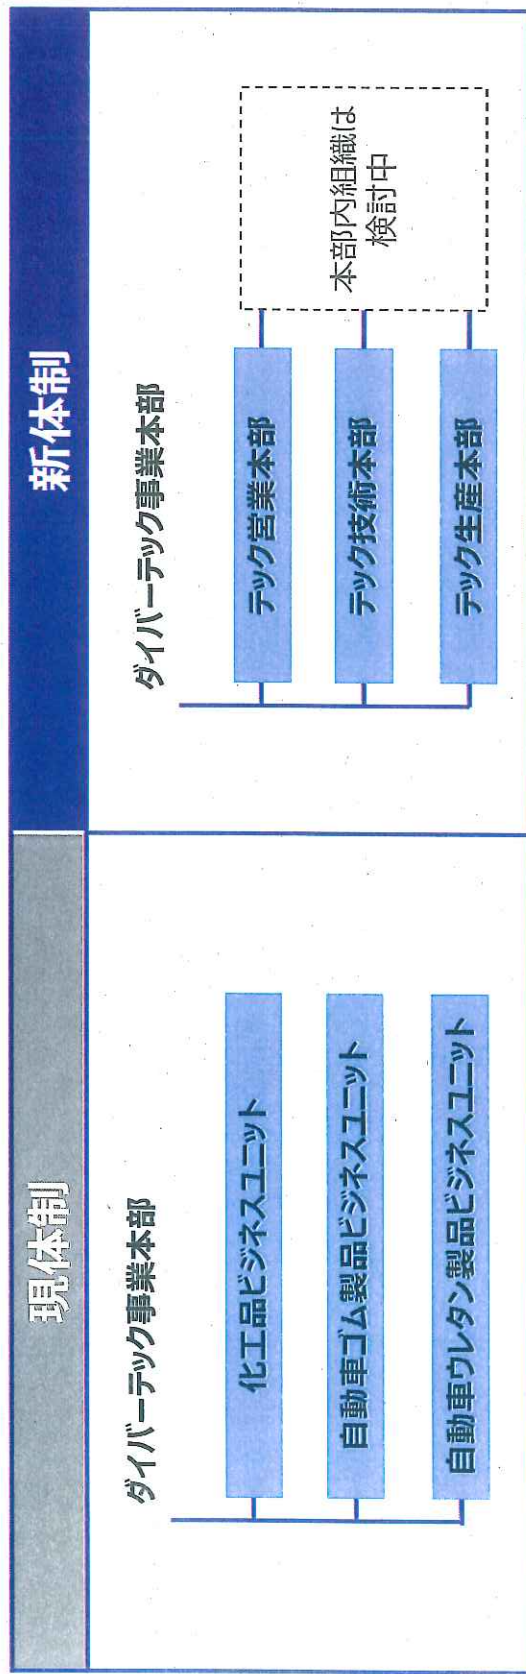 現体制
ダイバーテック事業本部
化工品ビジネスユニット
自動車ゴム製品ビジネスユニット
自動車ウレタン製品ビジネスユニット
新体制
ダイバーテック事業本部
テック営業本部
テック技術本部
テック生産本部
本部内組織は
検討中